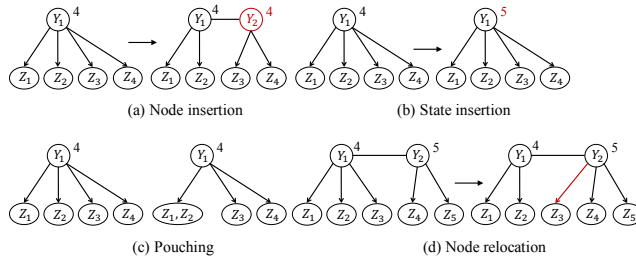 Y1 4 Y1 4 Y2 4 Y1 4 Y1 5
Z1 Z2 Z3 Z4 Z1 Z2 Z3 Z4 Z1 Z2 Z3 Z4 Z1 Z2 Z3 Z4
(a) Node insertion (b) State insertion
Y1 4 Y1 4 Y1 4 Y2 5 Y1 4 Y2 5
Z1 Z2 Z3 Z4 Z1, Z2 Z3 Z4 Z1 Z2 Z3 Z4 Z5 Z1 Z2 Z3 Z4 Z5
(c) Pouching (d) Node relocation